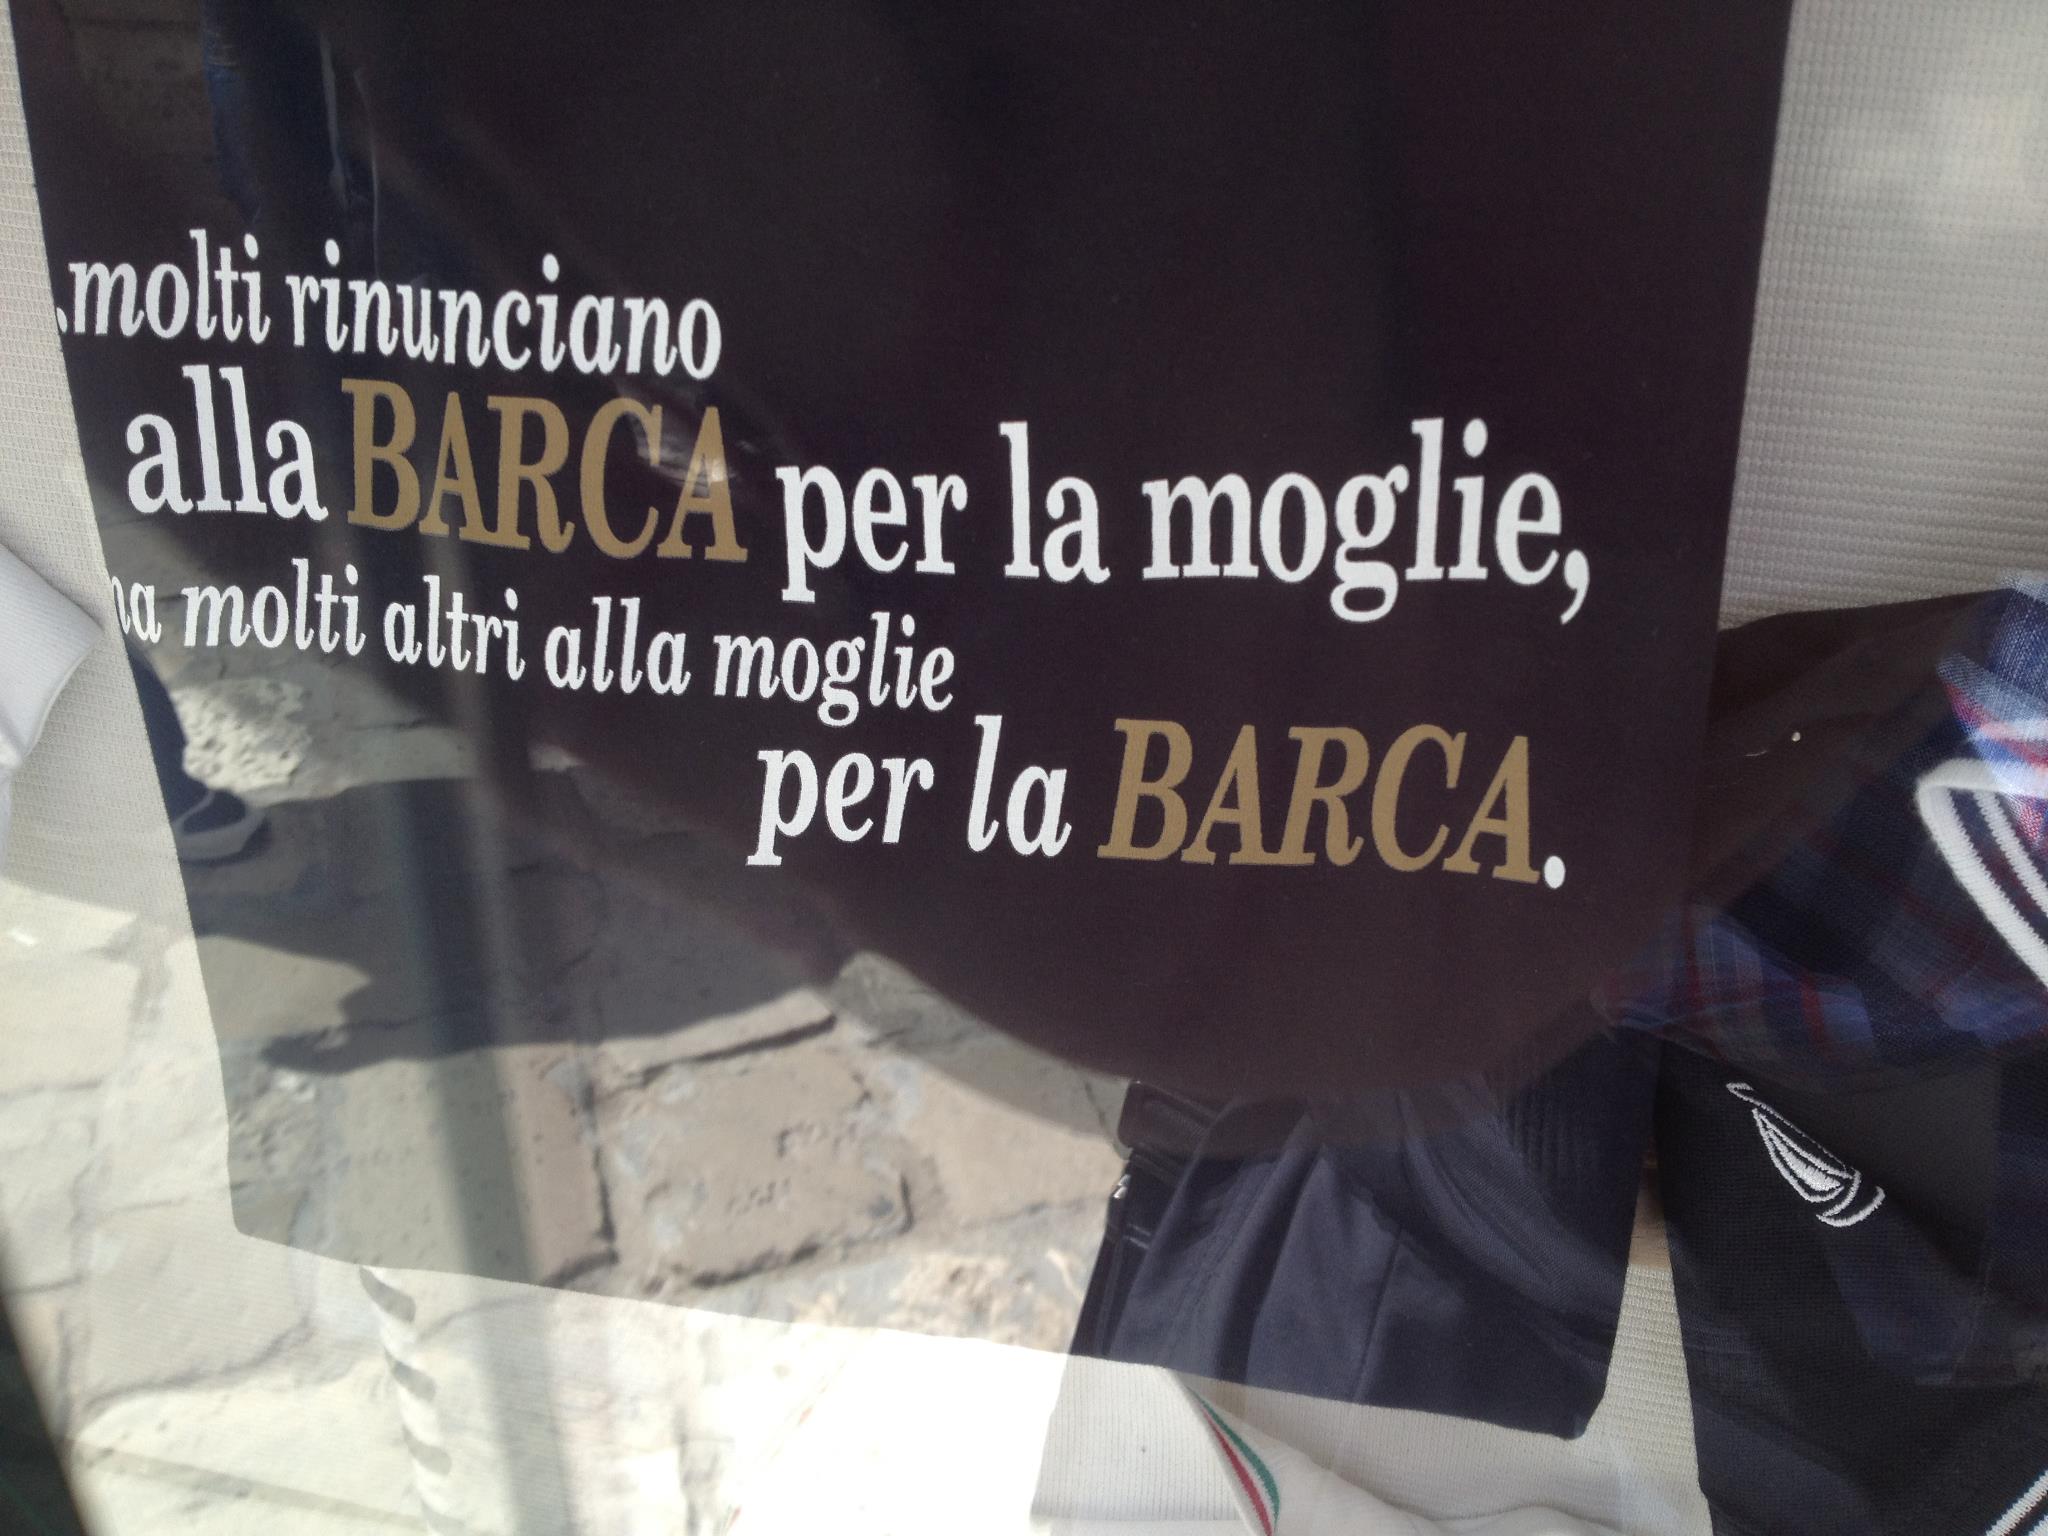 .molti rinunciano
alla BARCA per la moglie,
molti altri alla moglie
per la BARCA.